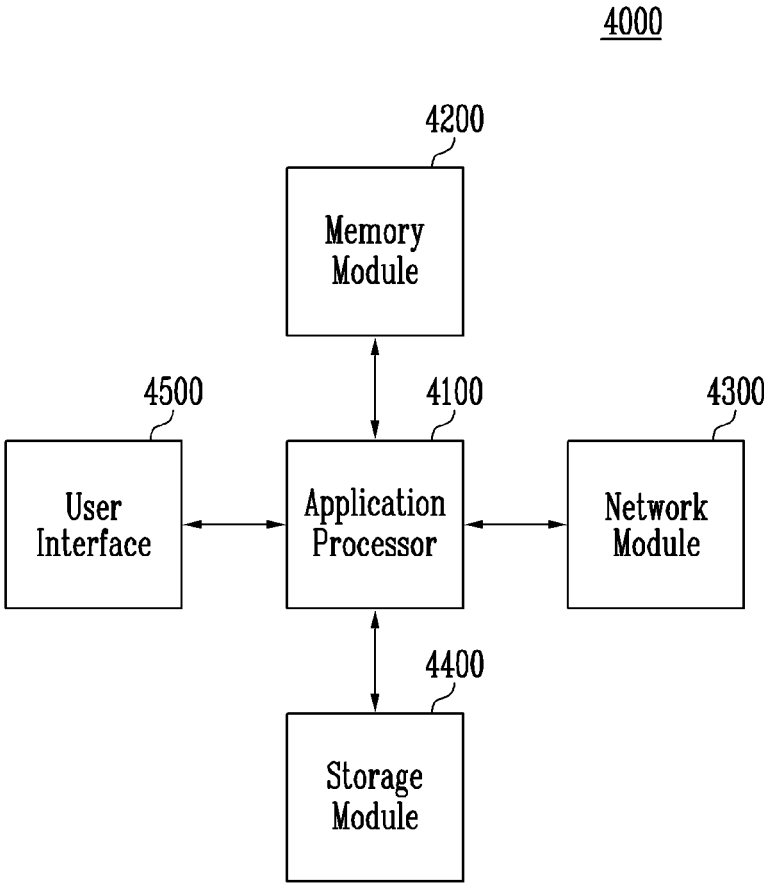 4000
4200
Memory
Module
4500
4100
4300
User
Interface
Application
Processor
Network
Module
4400
Storage
Module